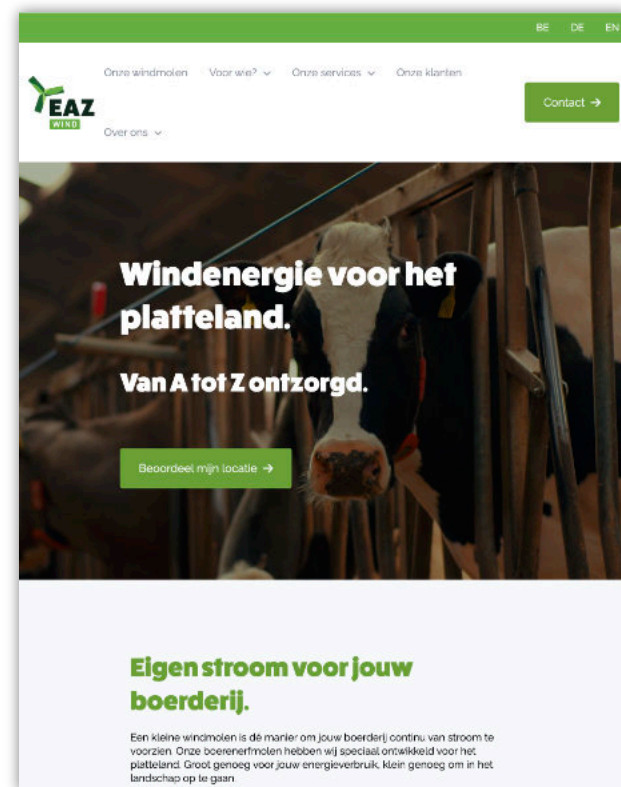 BE DE EN
Onze windmolen Voor wie? Onze services Onze klanten
EAZ
WIND
Contact →
Over ons
Windenergie voor het
platteland.
Van A tot Z ontzorgd.
Beoordeel mijn locatie →
Eigen stroom voor jouw
boerderij.
Een kleine windmolen is dé manier om jouw boerderij continu van stroom te
voorzien. Onze boerenerfmolen hebben wij speciaal ontwikkeld voor het
platteland. Groot genoeg voor jouw energieverbruik, klein genoeg om in het
landschap op te gaan